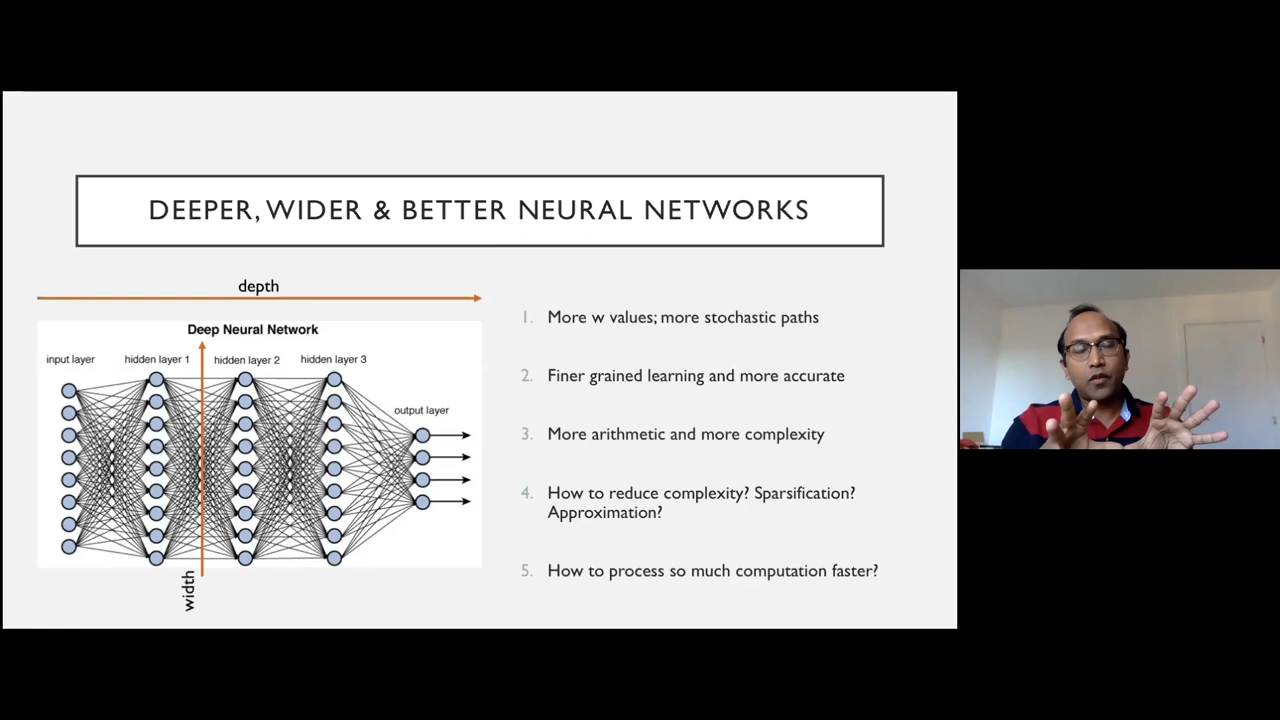 DEEPER, WIDER & BETTER NEURAL NETWORKS
depth
Deep Neural Network
input layer
hidden layer 1
hidden layer 2
hidden layer 3
output layer
width
1. More w values; more stochastic paths
2. Finer grained learning and more accurate
3. More arithmetic and more complexity
4. How to reduce complexity? Sparsification?
Approximation?
5. How to process so much computation faster?